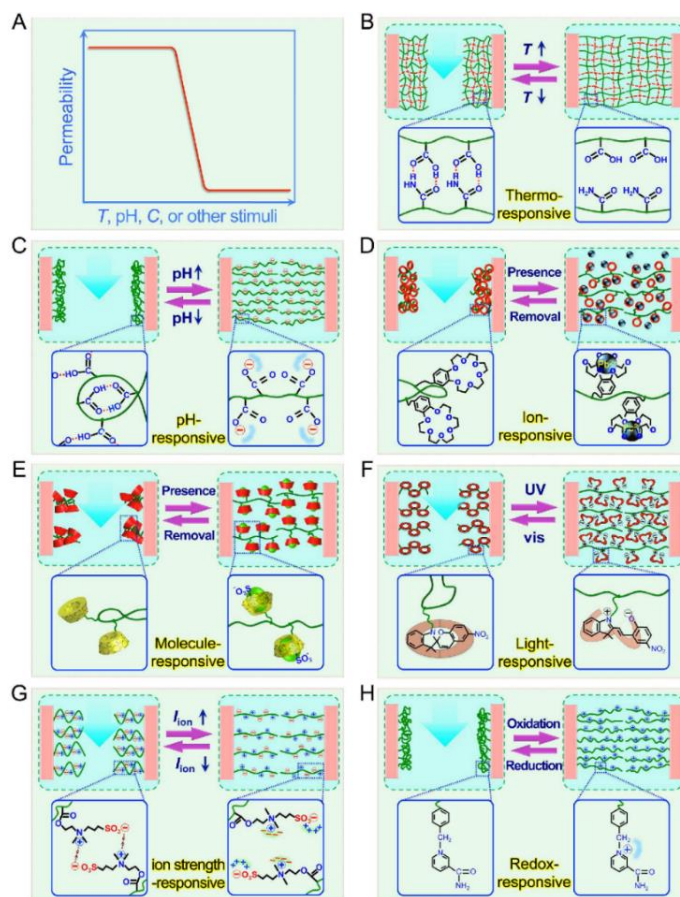 A
Permeability
T, pH, C, or other stimuli
B
T ↑
T ↓
Thermo-
responsive
C
pH↑
pH↓
pH-
responsive
D
Presence
Removal
Ion-
responsive
E
Presence
Removal
Molecule-
responsive
F
UV
vis
Light-
responsive
G
Iion ↑
Iion ↓
ion strength
-responsive
H
Oxidation
Reduction
Redox-
responsive